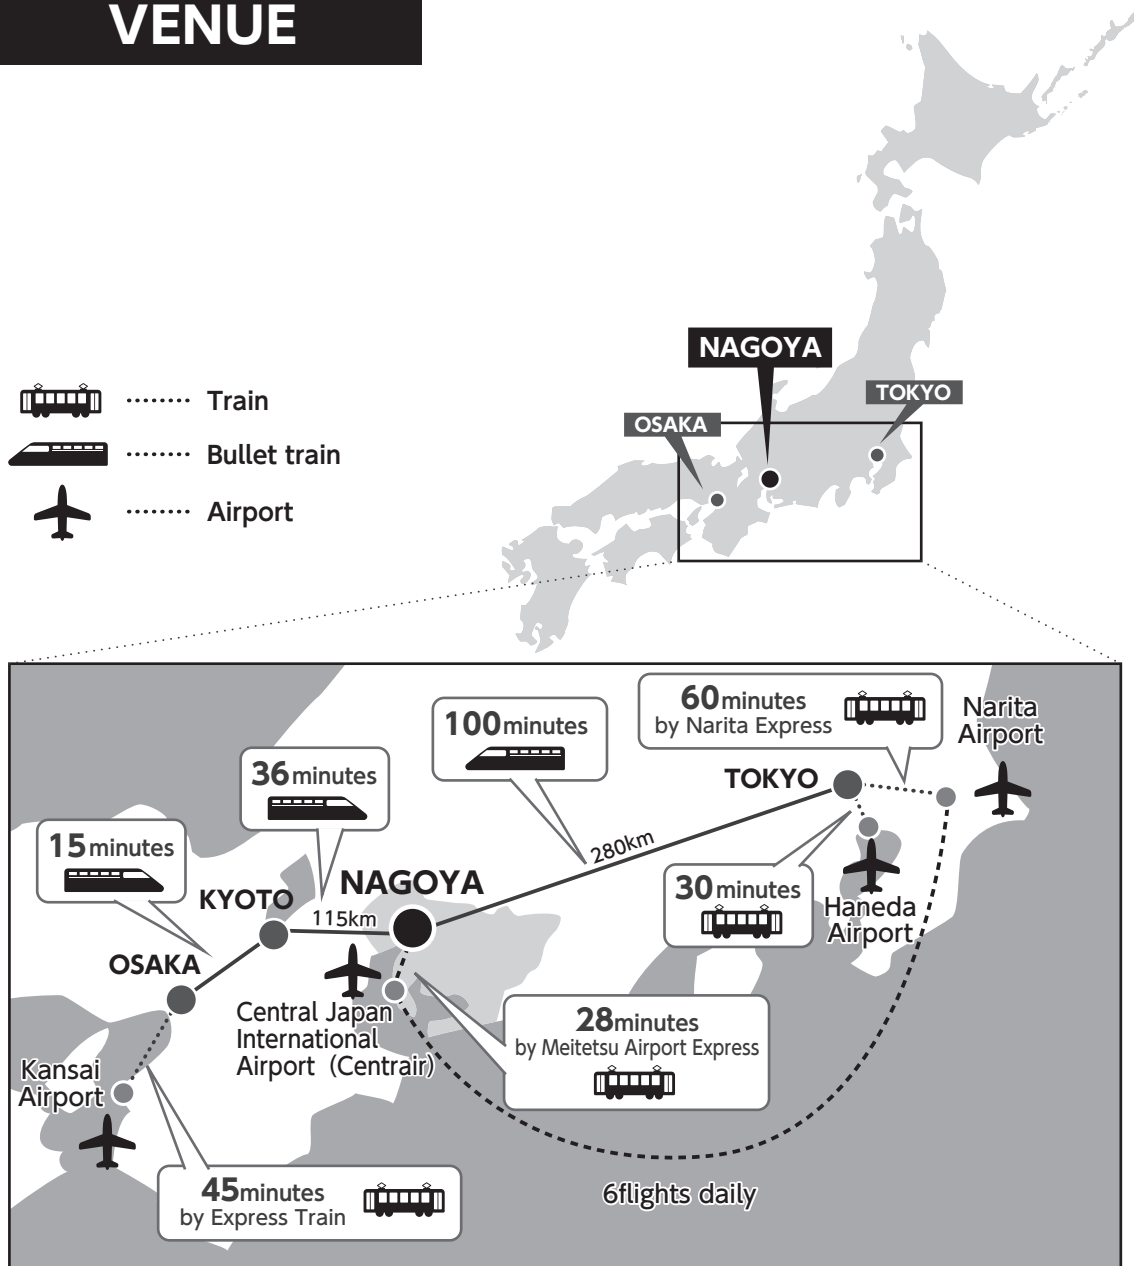 VENUE
NAGOYA
TOKYO
OSAKA
Train
Bullet train
Airport
60minutes
by Narita Express
Narita
Airport
100minutes
TOKYO
36minutes
280km
15minutes
KYOTO
NAGOYA
115km
30minutes
Haneda
Airport
OSAKA
Central Japan
International
Airport (Centrair)
28minutes
by Meitetsu Airport Express
Kansai
Airport
45minutes
by Express Train
6flights daily